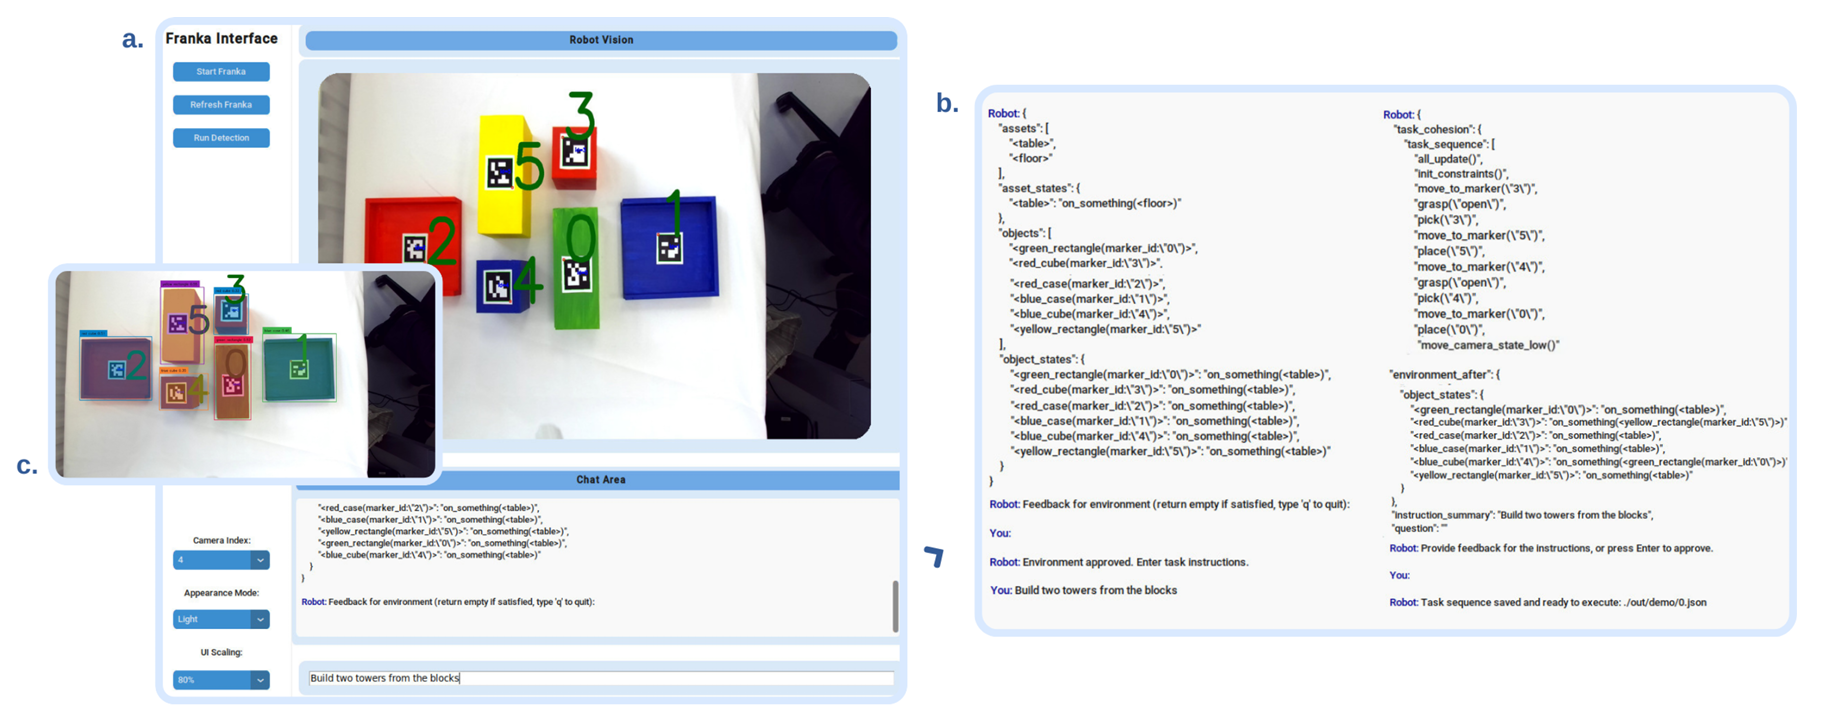 a.
Franka Interface
Start Franka
Refresh Franka
Run Detection
Robot Vision
3
5
1
2
0
4
c.
3
5
1
2
0
4
Chat Area
"<red_case(marker_id:\"2\")>": "on_something(<table>)",
"<blue_case(marker_id:\"1\")>": "on_something(<table>)",
"<yellow_rectangle(marker_id:\"5\")>": "on_something(<table>)",
"<green_rectangle(marker_id:\"0\")>": "on_something(<table>)",
"<blue_cube(marker_id:\"4\")>": "on_something(<table>)"
}
}
Robot: Feedback for environment (return empty if satisfied, type 'q' to quit):
Camera Index:
4
Appearance Mode:
Light
UI Scaling:
80%
Build two towers from the blocks
b.
Robot: {
"assets": [
"<table>",
"<floor>"
],
"asset_states": {
"<table>": "on_something(<floor>)"
},
"objects": [
"<green_rectangle(marker_id:\"0\")>",
"<red_cube(marker_id:\"3\")>".
"<red_case(marker_id:\"2\")>",
"<blue_case(marker_id:\"1\")>",
"<blue_cube(marker_id:\"4\")>",
"<yellow_rectangle(marker_id:\"5\")>"
],
"object_states": {
"<green_rectangle(marker_id:\"0\")>": "on_something(<table>)",
"<red_cube(marker_id:\"3\")>": "on_something(<table>)",
"<red_case(marker_id:\"2\")>": "on_something(<table>)",
"<blue_case(marker_id:\"1\")>": "on_something(<table>)",
"<blue_cube(marker_id:\"4\")>": "on_something(<table>)",
"<yellow_rectangle(marker_id:\"5\")>": "on_something(<table>)"
}
}
Robot: Feedback for environment (return empty if satisfied, type 'q' to quit):
You:
Robot: Environment approved. Enter task instructions.
You: Build two towers from the blocks
Robot: {
"task_cohesion": {
"task_sequence": [
"all_update()",
"init_constraints()",
"move_to_marker(\"3\")",
"grasp(\"open\")",
"pick(\"3\")",
"move_to_marker(\"5\")",
"place(\"5\")",
"move_to_marker(\"4\")",
"grasp(\"open\")",
"pick(\"4\")",
"move_to_marker(\"0\")",
"place(\"0\")",
"move_camera_state_low()"
"environment_after": {
"object_states": {
"<green_rectangle(marker_id:\"0\")>": "on_something(<table>)",
"<red_cube(marker_id:\"3\")>": "on_something(<yellow_rectangle(marker_id:\"5\")>)"
"<red_case(marker_id:\"2\")>": "on_something(<table>)",
"<blue_case(marker_id:\"1\")>": "on_something(<table>)",
"<blue_cube(marker_id:\"4\")>": "on_something(<green_rectangle(marker_id:\"0\")>)"
"<yellow_rectangle(marker_id:\"5\")>": "on_something(<table>)"
}
},
"instruction_summary": "Build two towers from the blocks",
"question": ""
Robot: Provide feedback for the instructions, or press Enter to approve.
You:
Robot: Task sequence saved and ready to execute: ./out/demo/0.json